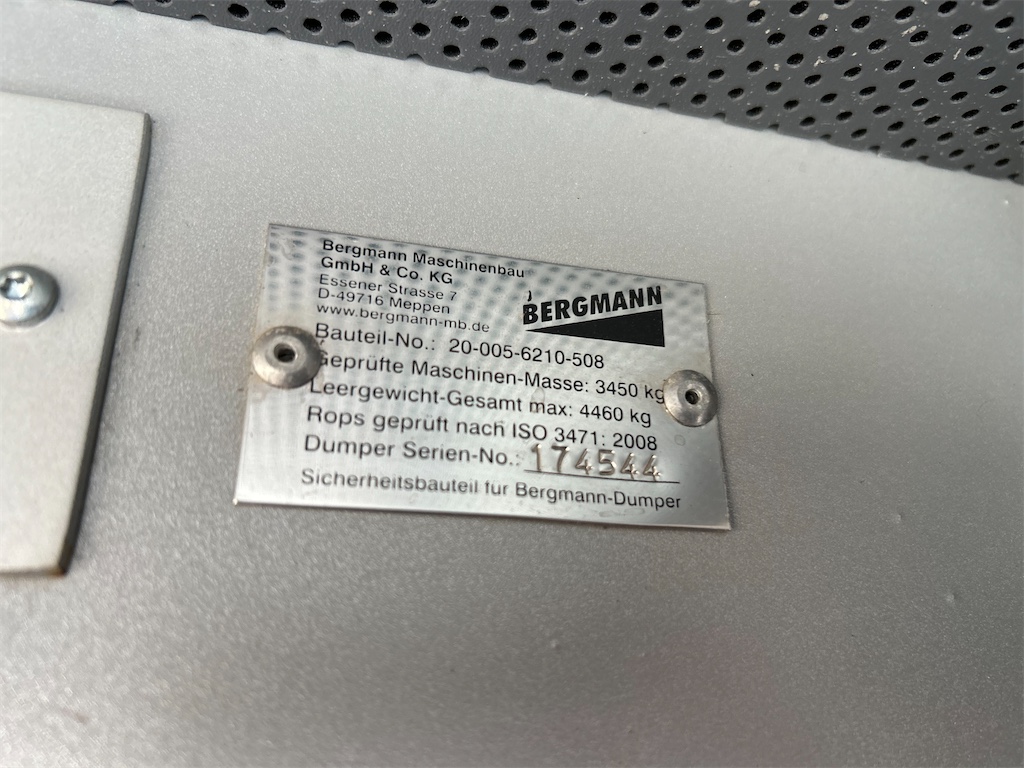 Bergmann Maschinenbau
GmbH & Co. KG
Essener Strasse 7
D-49716 Meppen
www.bergmann-mb.de
BERGMANN
Bauteil-No.: 20-005-6210-508
Geprüfte Maschinen-Masse: 3450 kg
Leergewicht-Gesamt max: 4460 kg
Rops geprüft nach ISO 3471: 2008
Dumper Serien-No.: 174544
Sicherheitsbauteil für Bergmann-Dumper